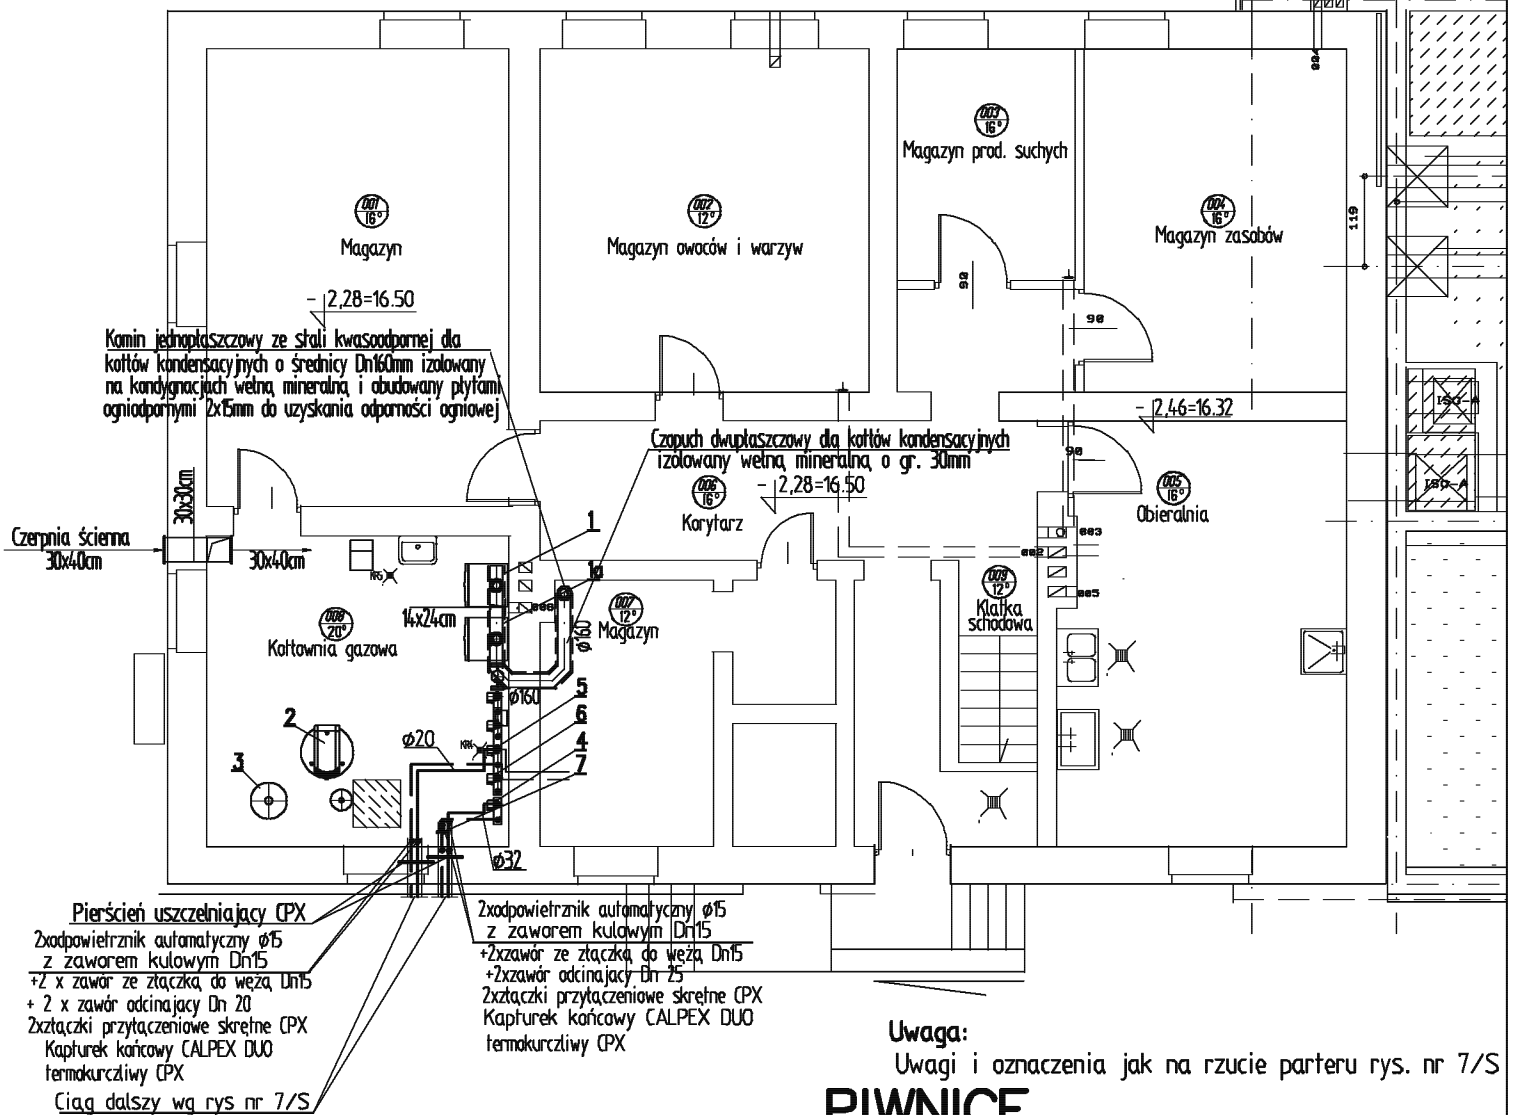 004
003
16°
Magazyn prod. suchych
001
16°
Magazyn
002
12°
Magazyn owoców i warzyw
004
16°
Magazyn zasobów
119
90
90
- 2,28=16.50
Komin jednopłaszczowy ze stali kwasoodpornej dla
kotłów kondensacyjnych o średnicy Dn160mm izolowany
na kondygnacjach wełną mineralną i obudowany płytami
ogniodpornymi 2x15mm do uzyskania odporności ogniowej
- 2,46=16.32
ISO-A
ISO-A
Czopuch dwupłaszczowy dla kotłów kondensacyjnych
izolowany wełną mineralną o gr. 30mm
90
006
16°
Korytarz
- 2,28=16.50
005
16°
Obieralnia
30x30cm
Czerpnia ścienna
30x40cm
30x40cm
1
1a
003
002
005
009
12°
Klatka
schodowa
008
20°
Kotłownia gazowa
14x24cm
008
007
12°
Magazyn
ø160
ø160
5
6
4
7
2
3
ø20
ø32
Pierścień uszczelniający CPX
2xodpowietrznik automatyczny ø15
z zaworem kulowym Dn15
+2 x zawór ze złączką do węża Dn15
+ 2 x zawór odcinający Dn 20
2xzłączki przyłączeniowe skrętne CPX
Kapturek końcowy CALPEX DUO
termokurczliwy CPX
Ciąg dalszy wg rys nr 7/S
2xodpowietrznik automatyczny ø15
z zaworem kulowym Dn15
+2xzawór ze złączką do węża Dn15
+2xzawór odcinający Dn 25
2xzłączki przyłączeniowe skrętne CPX
Kapturek końcowy CALPEX DUO
termokurczliwy CPX
Uwaga:
Uwagi i oznaczenia jak na rzucie parteru rys. nr 7/S
PIWNICE